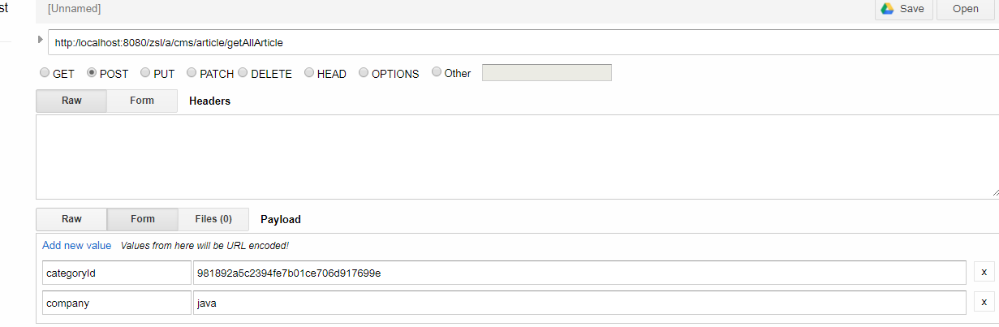 st
[Unnamed]
Save
Open
http:/localhost:8080/zsl/a/cms/article/getAllArticle
GET POST PUT PATCH DELETE HEAD OPTIONS Other
Raw Form Headers
Raw Form Files (0) Payload
Add new value Values from here will be URL encoded!
categoryId 981892a5c2394fe7b01ce706d917699e x
company java x